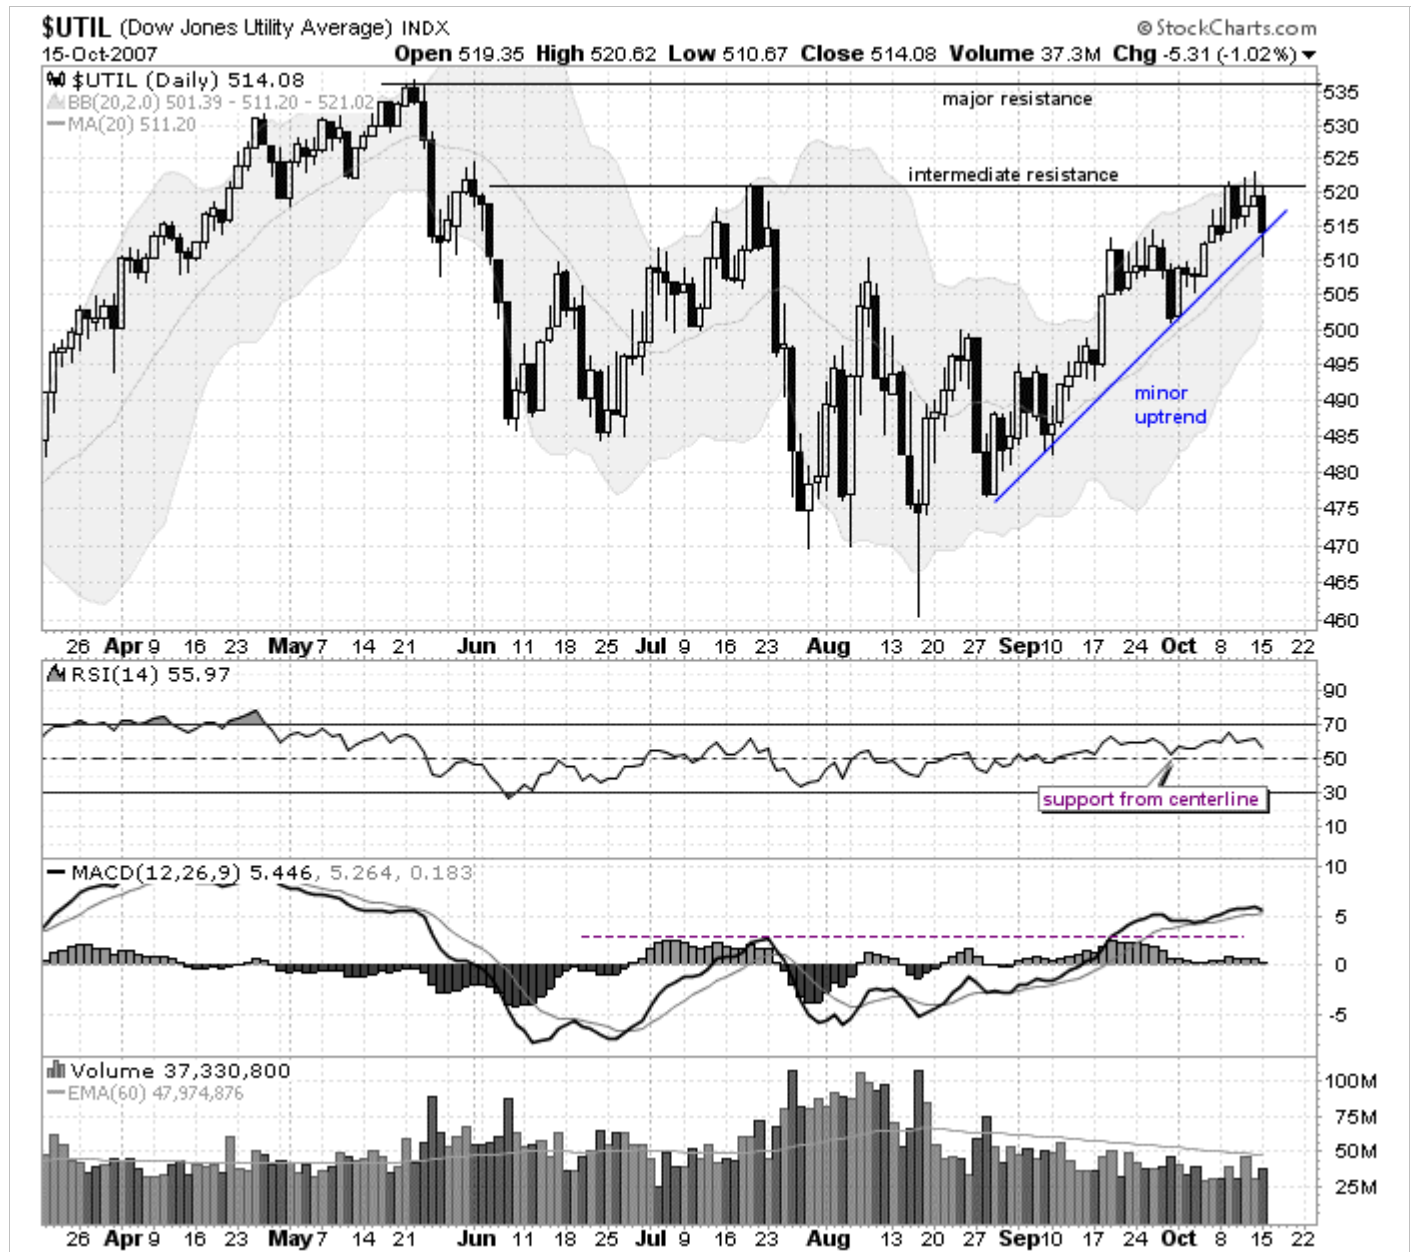 $UTIL (Dow Jones Utility Average) INDX © StockCharts.com
15-Oct-2007 Open 519.35 High 520.62 Low 510.67 Close 514.08 Volume 37.3M Chg -5.31 (-1.02%)
$UTIL (Daily) 514.08
BB(20,2.0) 501.39 - 511.20 - 521.02
MA(20) 511.20
major resistance
intermediate resistance
minor
uptrend
535
530
525
520
515
510
505
500
495
490
485
480
475
470
465
460
26 Apr 9 16 23 May 7 14 21 Jun 11 18 25 Jul 9 16 23 Aug 13 20 27 Sep 10 17 24 Oct 8 15 22
RSI(14) 55.97
90
70
50
30
10
support from centerline
MACD(12,26,9) 5.446, 5.264, 0.183
10
5
0
-5
Volume 37,330,800
EMA(60) 47,974,876
100M
75M
50M
25M
26 Apr 9 16 23 May 7 14 21 Jun 11 18 25 Jul 9 16 23 Aug 13 20 27 Sep 10 17 24 Oct 8 15 22